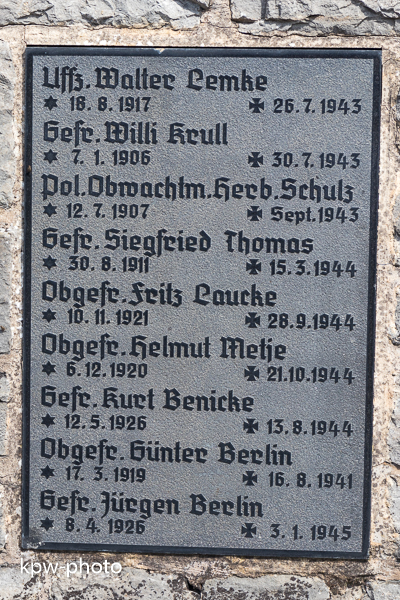 Uffz. Walter Lemke
✶ 18.8.1917 ✠ 26.7.1943
Gefr. Willi Krull
✶ 7.1.1906 ✠ 30.7.1943
Pol. Obwachtm. Herb. Schulz
✶ 12.7.1907 ✠ Sept. 1943
Gefr. Siegfried Thomas
✶ 30.8.1911 ✠ 15.3.1944
Obgefr. Fritz Laucke
✶ 10.11.1921 ✠ 28.9.1944
Obgefr. Helmut Metje
✶ 6.12.1920 ✠ 21.10.1944
Gefr. Kurt Benicke
✶ 12.5.1926 ✠ 13.8.1944
Obgefr. Günter Berlin
✶ 17.3.1919 ✠ 16.8.1941
Gefr. Jürgen Berlin
✶ 8.4.1926 ✠ 3.1.1945
kpw-photo